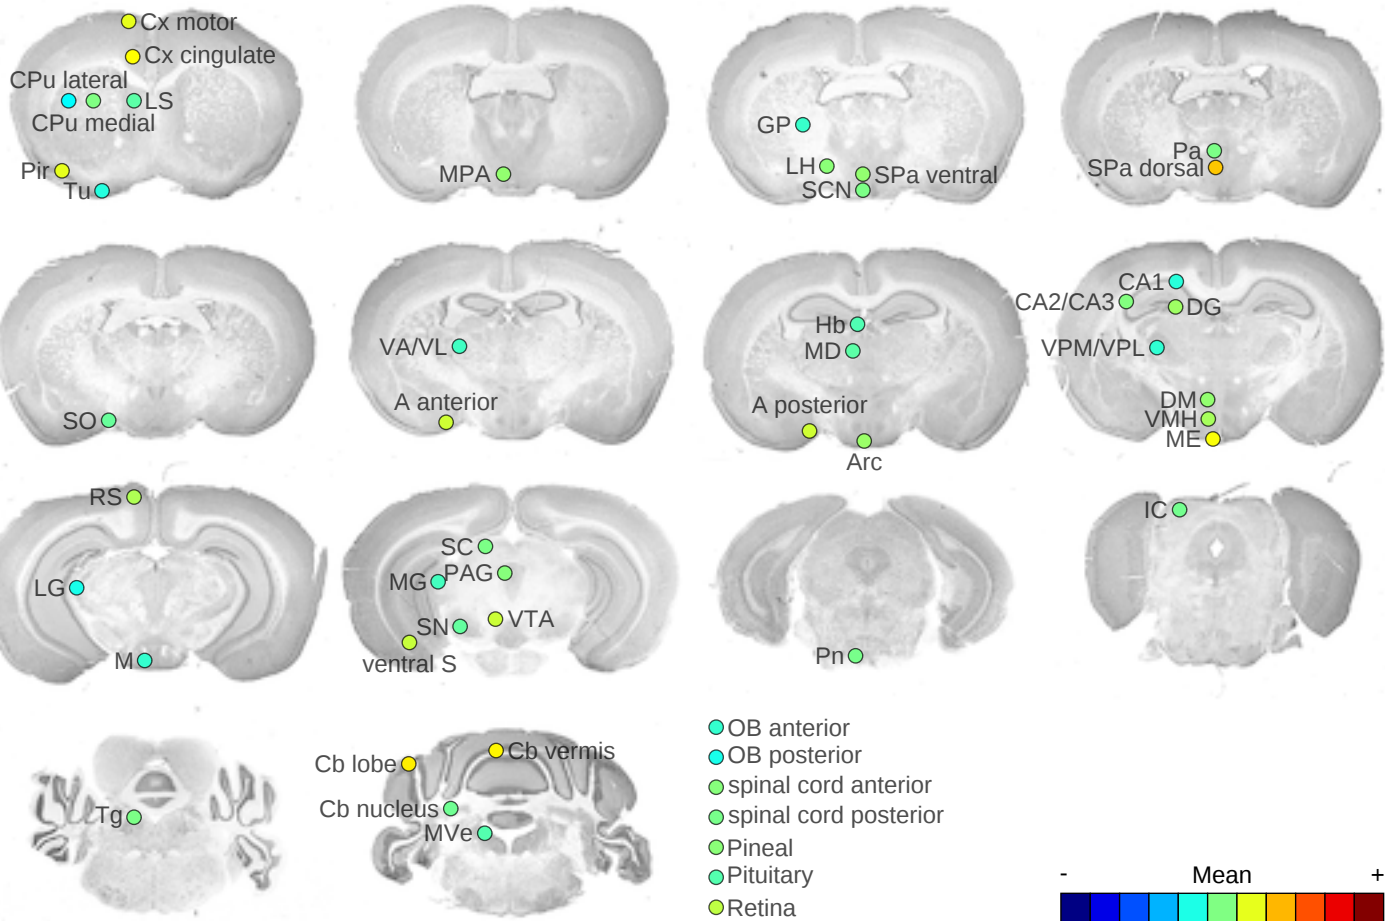 Cx motor
Cx cingulate
CPu lateral
LS
CPu medial
Pir
Tu
MPA
GP
LH
SPa ventral
SCN
Pa
SPa dorsal
SO
VA/VL
A anterior
Hb
MD
A posterior
Arc
CA1
CA2/CA3
DG
VPM/VPL
DM
VMH
ME
RS
LG
M
SC
PAG
MG
VTA
SN
ventral S
Pn
IC
Tg
Cb lobe
Cb vermis
Cb nucleus
MVe
OB anterior
OB posterior
spinal cord anterior
spinal cord posterior
Pineal
Pituitary
Retina
- Mean +